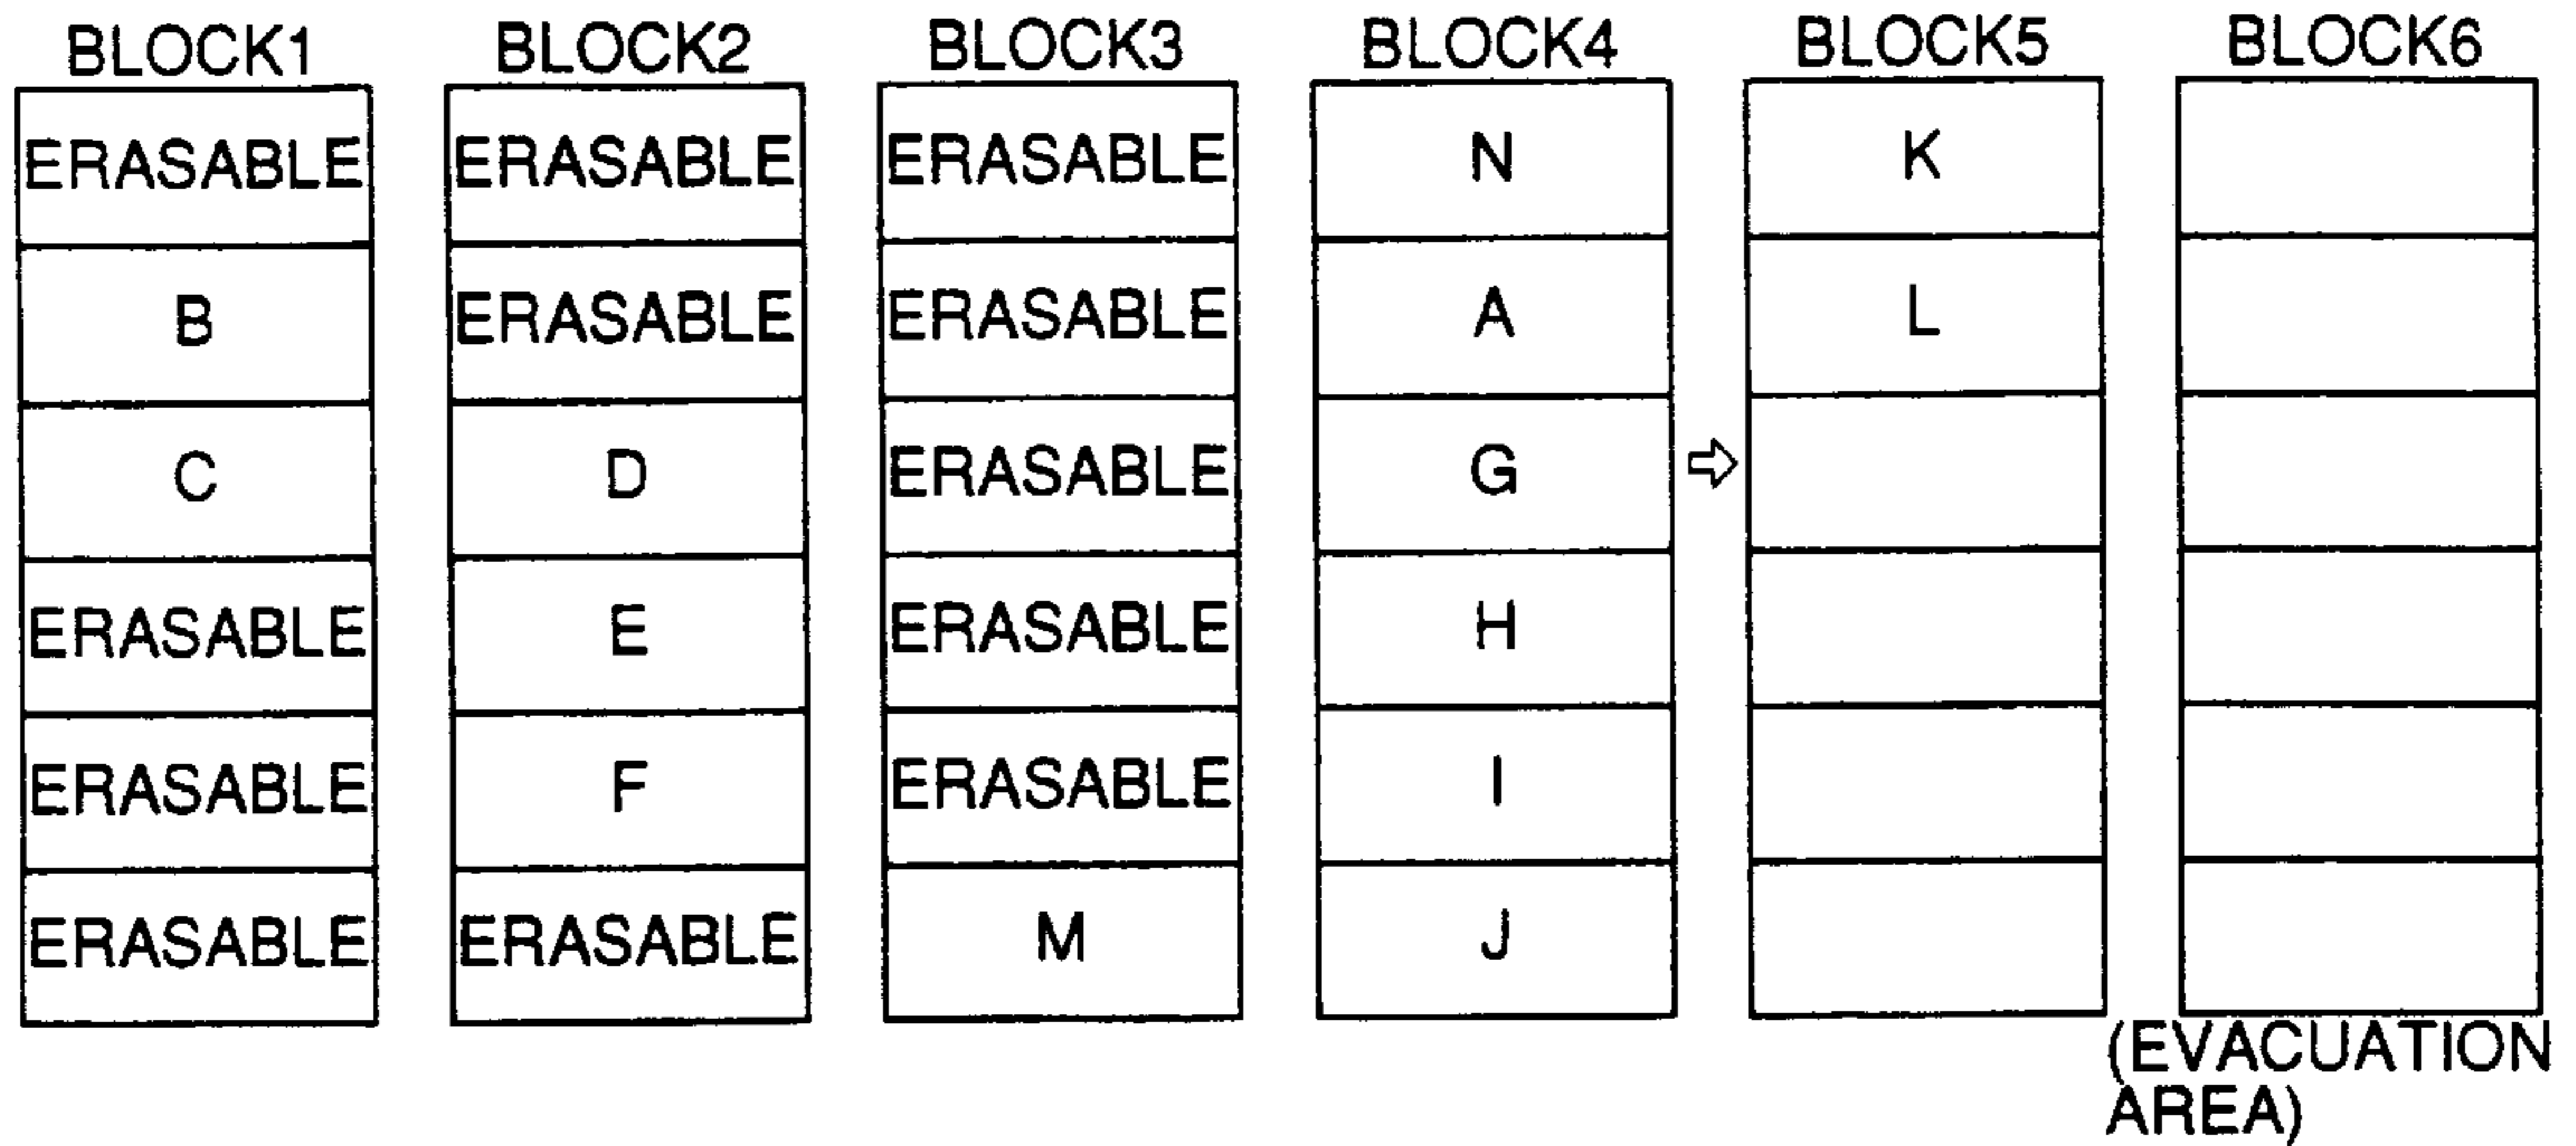 BLOCK1 BLOCK2 BLOCK3 BLOCK4 BLOCK5 BLOCK6
ERASABLE ERASABLE ERASABLE N K
B ERASABLE ERASABLE A L
C D ERASABLE G
ERASABLE E ERASABLE H
ERASABLE F ERASABLE I
ERASABLE ERASABLE M J
(EVACUATION
AREA)